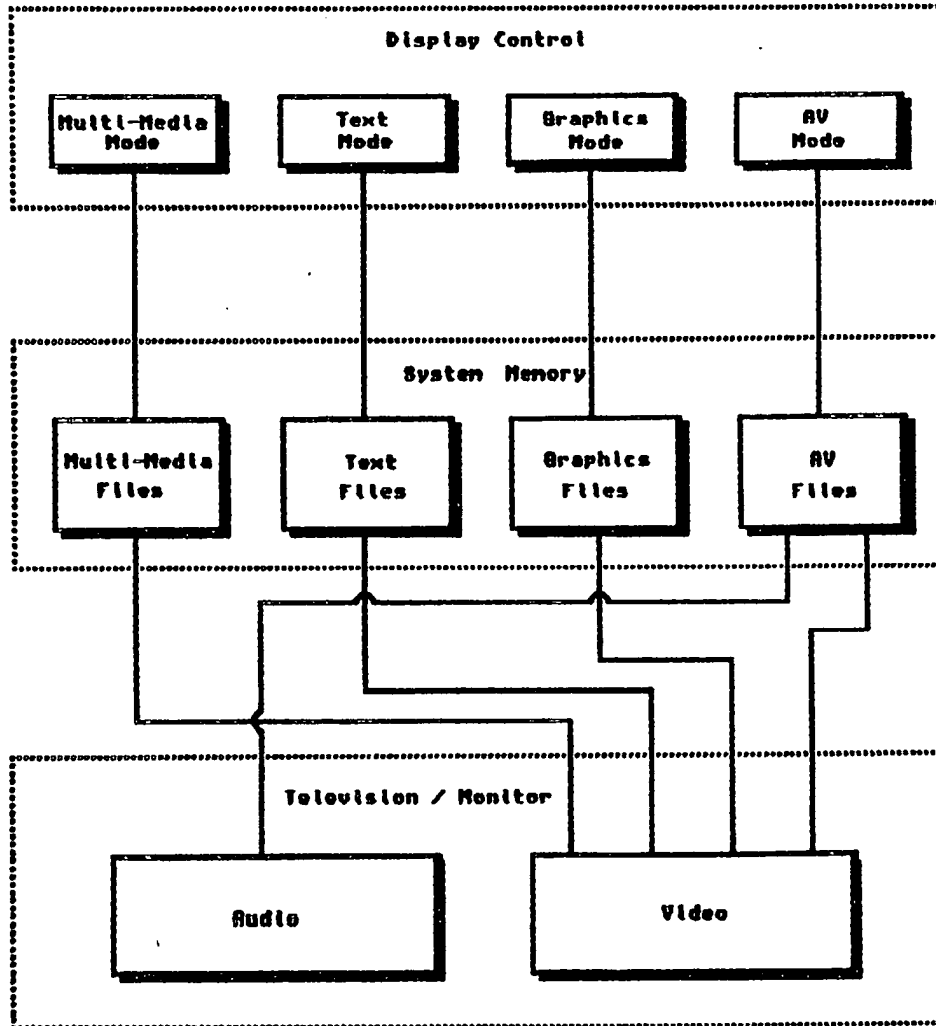 Display Control
Multi-Media
Mode
Text
Mode
Graphics
Mode
AV
Mode
System Memory
Multi-Media
Files
Text
Files
Graphics
Files
AV
Files
Television / Monitor
Audio
Video